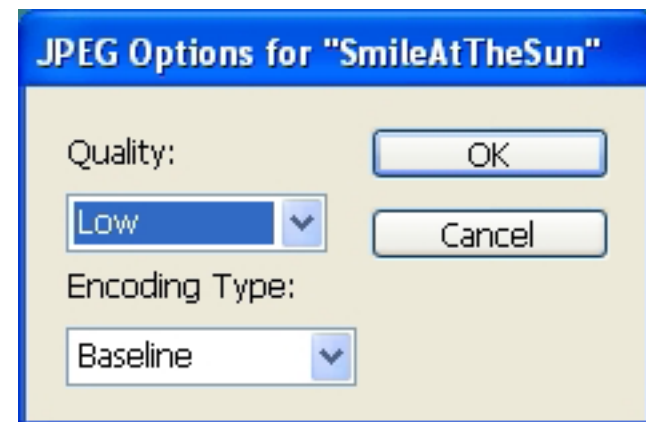 JPEG Options for "SmileAtTheSun"
Quality:
OK
Low
Cancel
Encoding Type:
Baseline